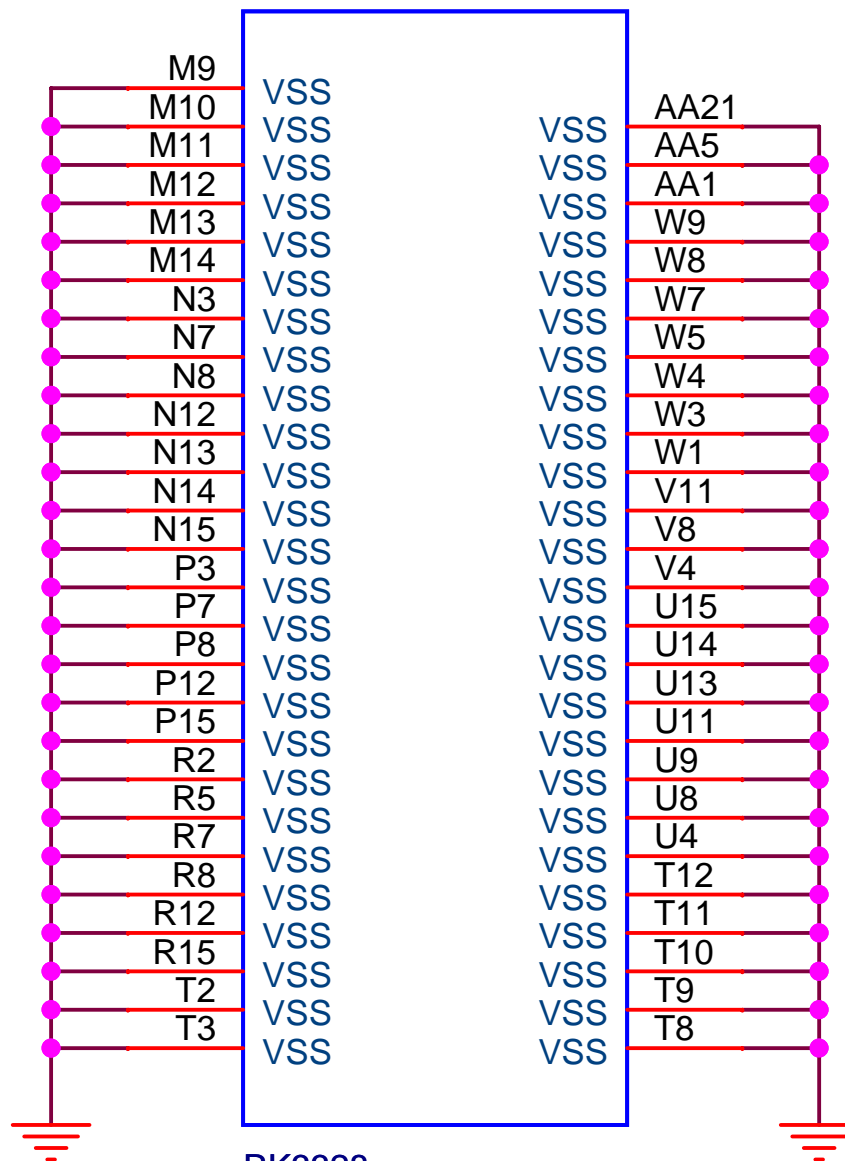 M9 VSS
M10 VSS VSS AA21
M11 VSS VSS AA5
M12 VSS VSS AA1
M13 VSS VSS W9
M14 VSS VSS W8
N3 VSS VSS W7
N7 VSS VSS W5
N8 VSS VSS W4
N12 VSS VSS W3
N13 VSS VSS W1
N14 VSS VSS V11
N15 VSS VSS V8
P3 VSS VSS V4
P7 VSS VSS U15
P8 VSS VSS U14
P12 VSS VSS U13
P15 VSS VSS U11
R2 VSS VSS U9
R5 VSS VSS U8
R7 VSS VSS U4
R8 VSS VSS T12
R12 VSS VSS T11
R15 VSS VSS T10
T2 VSS VSS T9
T3 VSS VSS T8